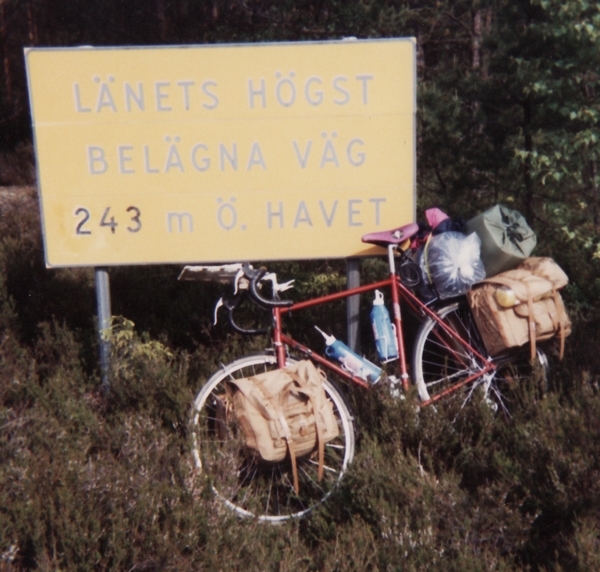 LÄNETS HÖGST
BELÄGNA VÄG
243 m Ö. HAVET